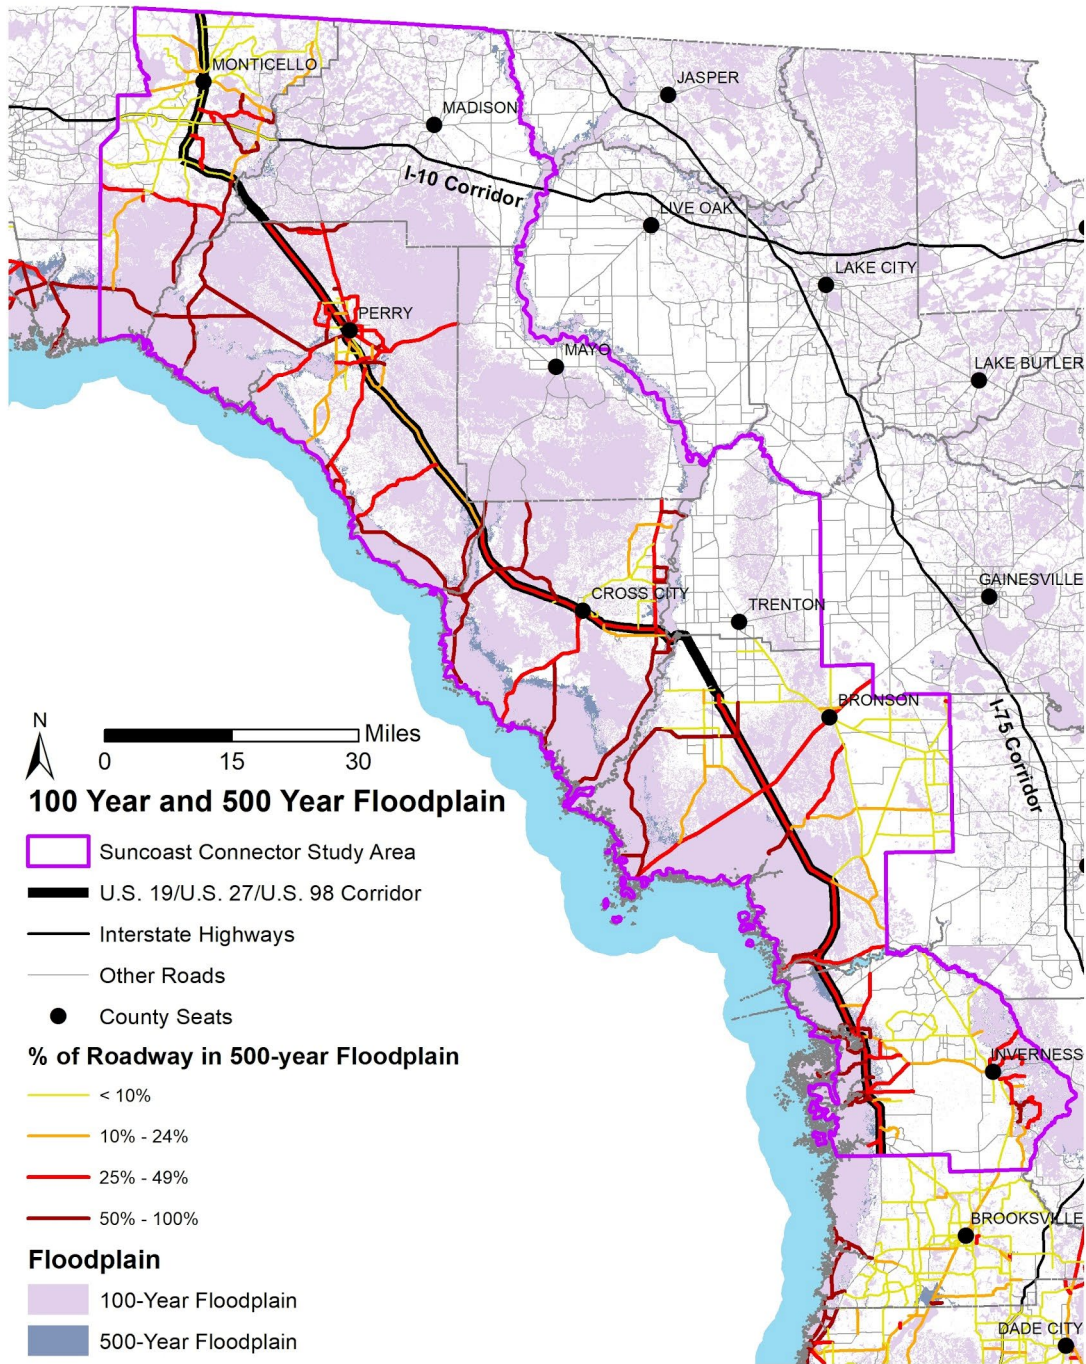 MONTICELLO
JASPER
MADISON
I-10 Corridor
LIVE OAK
LAKE CITY
PERRY
MAYO
LAKE BUTLER
GAINESVILLE
CROSS CITY
TRENTON
BRONSON
I-75 Corridor
N
Miles
0 15 30
100 Year and 500 Year Floodplain
Suncoast Connector Study Area
U.S. 19/U.S. 27/U.S. 98 Corridor
Interstate Highways
Other Roads
County Seats
% of Roadway in 500-year Floodplain
< 10%
10% - 24%
25% - 49%
50% - 100%
Floodplain
100-Year Floodplain
500-Year Floodplain
INVERNESS
BROOKSVILLE
DADE CITY